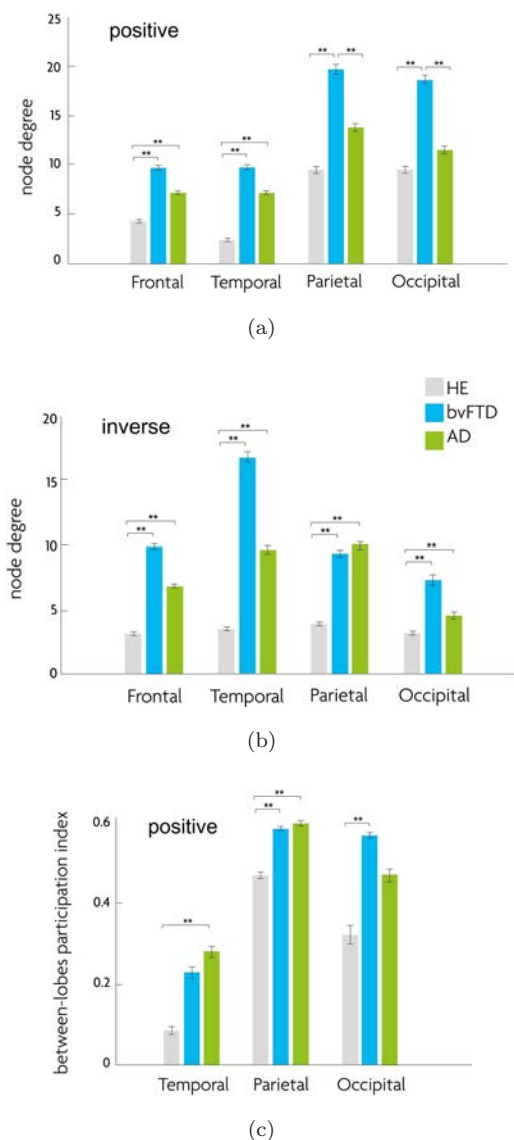 positive
node degree
25
20
15
10
5
0
** **
** **
** ** ** **
** ** ** **
Frontal Temporal Parietal Occipital
(a)
inverse
HE
bvFTD
AD
node degree
20
15
10
5
0
** **
** **
** **
** **
Frontal Temporal Parietal Occipital
(b)
positive
between-lobes participation index
0.6
0.4
0.2
0
**
** **
**
Temporal Parietal Occipital
(c)